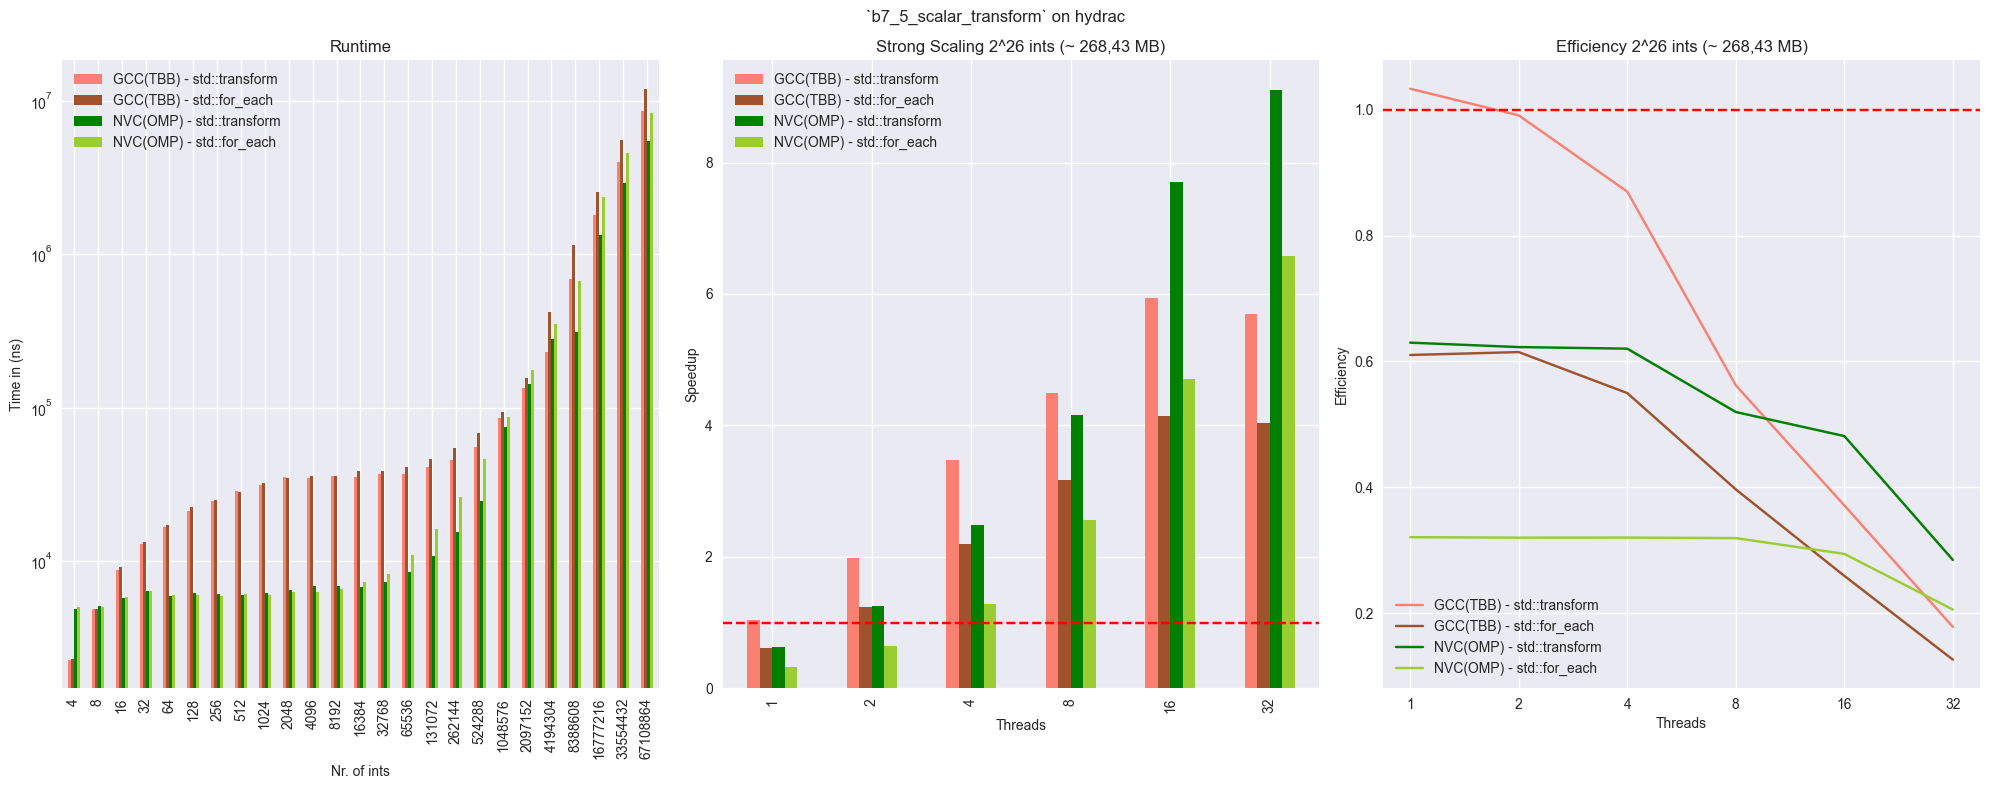 `b7_5_scalar_transform` on hydrac
Runtime
GCC(TBB) - std::transform
GCC(TBB) - std::for_each
NVC(OMP) - std::transform
NVC(OMP) - std::for_each
Time in (ns)
10^7
10^6
10^5
10^4
4
8
16
32
64
128
256
512
1024
2048
4096
8192
16384
32768
65536
131072
262144
524288
1048576
2097152
4194304
8388608
16777216
33554432
67108864
Nr. of ints
Strong Scaling 2^26 ints (~ 268,43 MB)
GCC(TBB) - std::transform
GCC(TBB) - std::for_each
NVC(OMP) - std::transform
NVC(OMP) - std::for_each
Speedup
8
6
4
2
0
1
2
4
8
16
32
Threads
Efficiency 2^26 ints (~ 268,43 MB)
Efficiency
1.0
0.8
0.6
0.4
0.2
GCC(TBB) - std::transform
GCC(TBB) - std::for_each
NVC(OMP) - std::transform
NVC(OMP) - std::for_each
1
2
4
8
16
32
Threads